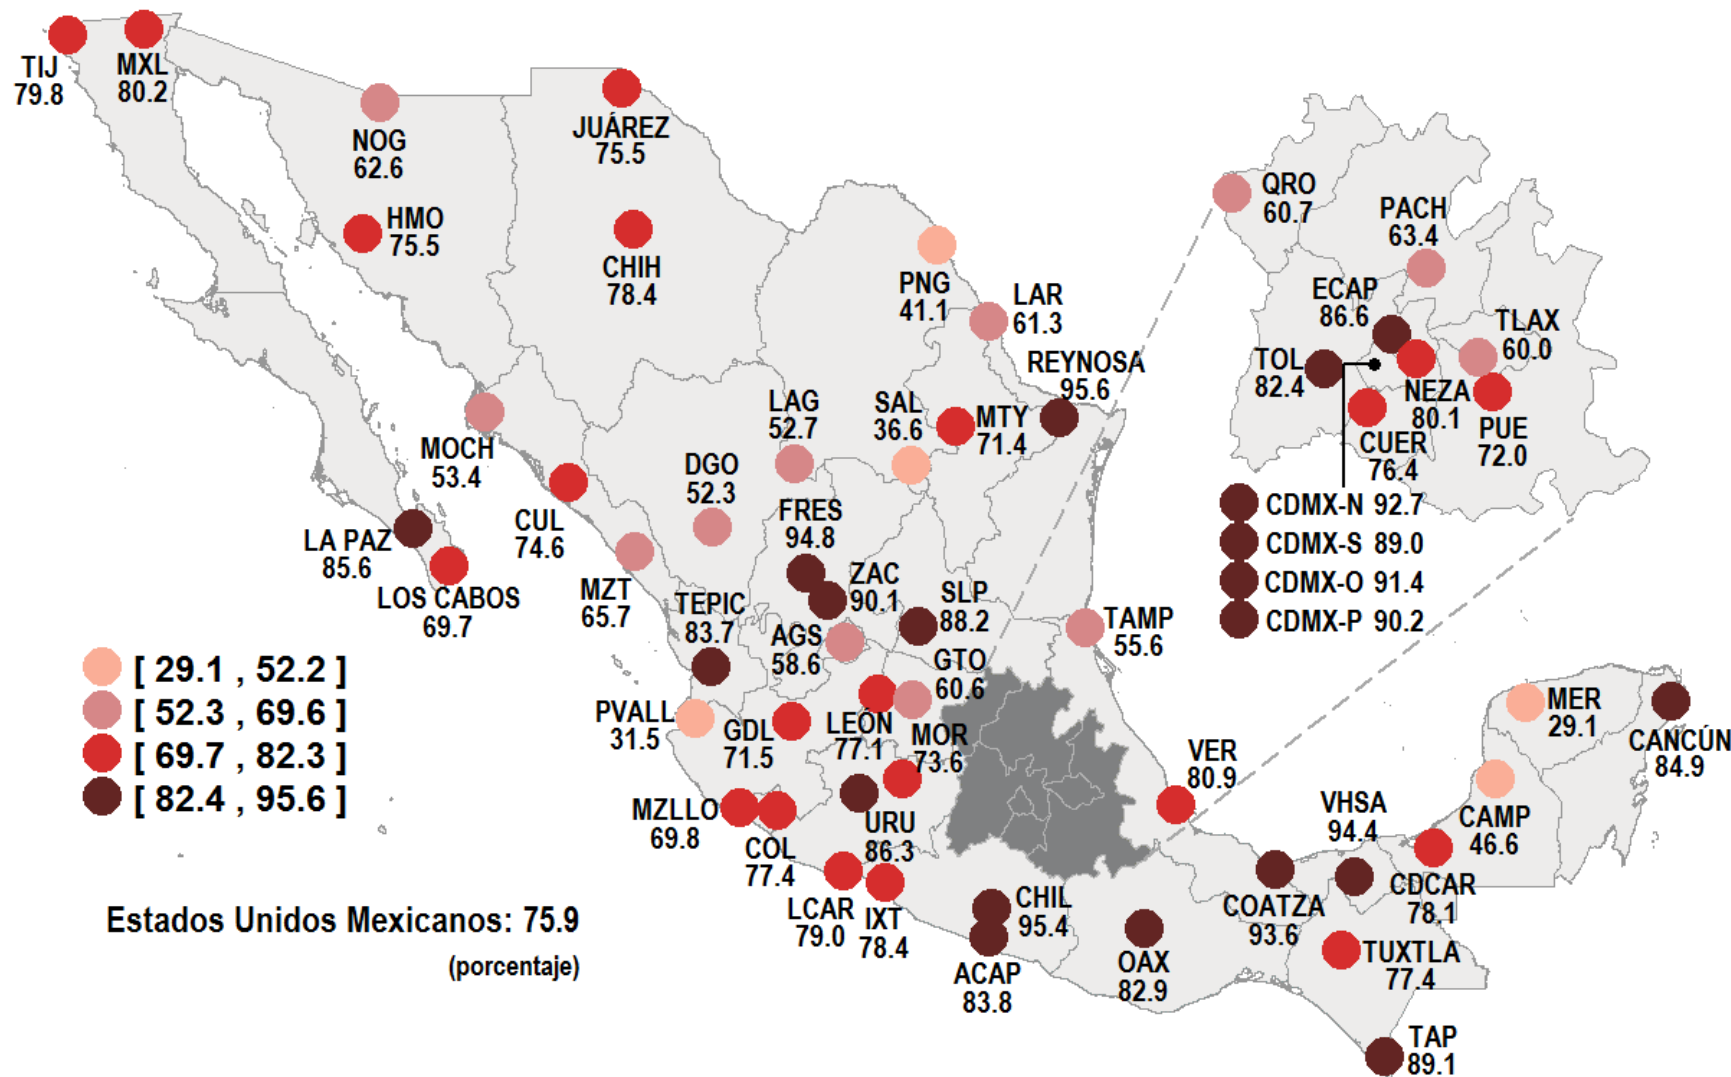 TIJ
79.8
MXL
80.2
NOG
62.6
HMO
75.5
JUÁREZ
75.5
CHIH
78.4
PNG
41.1
LAR
61.3
REYNOSA
95.6
SAL
36.6
MTY
71.4
LAG
52.7
DGO
52.3
MOCH
53.4
CUL
74.6
LA PAZ
85.6
LOS CABOS
69.7
MZT
65.7
FRES
94.8
ZAC
90.1
SLP
88.2
TEPIC
83.7
AGS
58.6
GTO
60.6
TAMP
55.6
PVALL
31.5
GDL
71.5
LEÓN
77.1
MOR
73.6
MZLLO
69.8
COL
77.4
URU
86.3
LCAR
79.0
IXT
78.4
CHIL
95.4
ACAP
83.8
OAX
82.9
VER
80.9
COATZA
93.6
VHSA
94.4
CDCAR
78.1
TUXTLA
77.4
TAP
89.1
CAMP
46.6
MER
29.1
CANCÚN
84.9
QRO
60.7
PACH
63.4
ECAP
86.6
TLAX
60.0
TOL
82.4
NEZA
80.1
CUER
76.4
PUE
72.0
CDMX-N 92.7
CDMX-S 89.0
CDMX-O 91.4
CDMX-P 90.2
[ 29.1 , 52.2 ]
[ 52.3 , 69.6 ]
[ 69.7 , 82.3 ]
[ 82.4 , 95.6 ]
Estados Unidos Mexicanos: 75.9
(porcentaje)